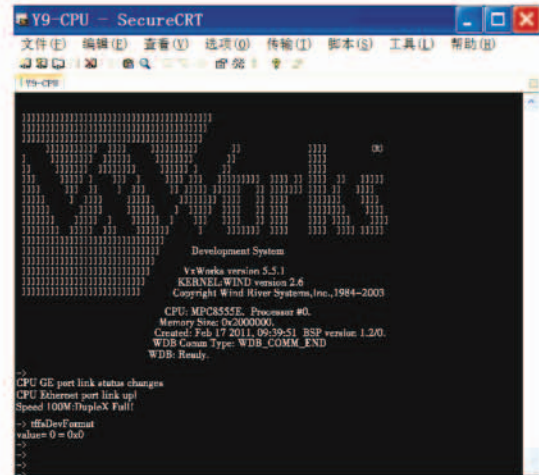 Y9-CPU - SecureCRT
文件(F) 编辑(E) 查看(V) 选项(O) 传输(T) 脚本(S) 工具(L) 帮助(H)
Y9-CPU
VxWorks
(R)
Development System
VxWorks version 5.5.1
KERNEL:WIND version 2.6
Copyright Wind River Systems,Inc.,1984-2003
CPU: MPC8555E. Processor #0.
Memory Size: 0x2000000.
Created: Feb 17 2011, 09:39:51 BSP version 1.2/0.
WDB Comm Type: WDB_COMM_END
WDB: Ready.
->
CPU GE port link status changes
CPU Ethernet port link up!
Speed 100M:DupleX Full!
-> tffsDevFormat
value= 0 = 0x0
->
->
->
->